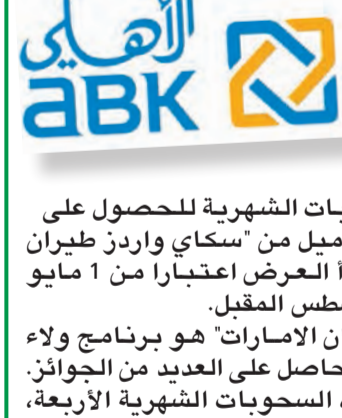 الأهلي
aBK
بات الشهرية للحصول على
ميل من "سكاي واردز طيران
أ العرض اعتبارا من 1 مايو
سطس المقبل.
ن الامارات" هو برنامج ولاء
حاصل على العديد من الجوائز.
، السحوبات الشهرية الأربعة،